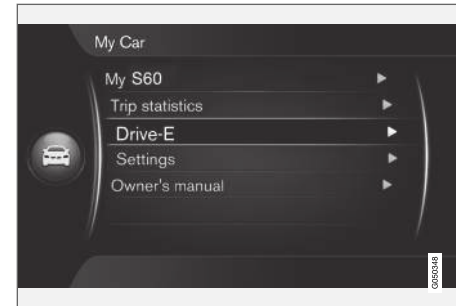 My Car
My S60
Trip statistics
Drive-E
Settings
Owner's manual
G050348